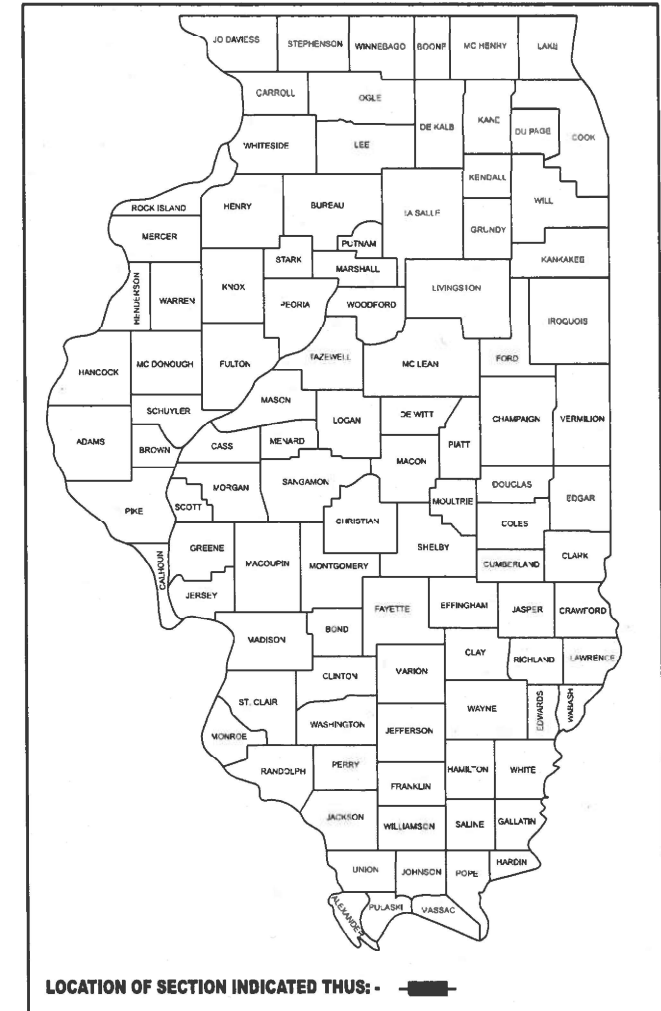 JO DAVIESS
STEPHENSON
WINNEBAGO
BOONE
MC HENRY
LAKE
CARROLL
OGLE
DE KALB
KANE
DU PAGE
COOK
WHITESIDE
LEE
KENDALL
ROCK ISLAND
HENRY
BUREAU
LA SALLE
WILL
MERCER
PUTNAM
GRUNDY
STARK
MARSHALL
KANKAKEE
HENDERSON
WARREN
KNOX
PEORIA
WOODFORD
LIVINGSTON
IROQUOIS
HANCOCK
MC DONOUGH
FULTON
TAZEWELL
MC LEAN
FORD
SCHUYLER
MASON
LOGAN
DE WITT
CHAMPAIGN
VERMILION
ADAMS
BROWN
CASS
MENARD
PIATT
MACON
PIKE
SCOTT
MORGAN
SANGAMON
MOULTRIE
DOUGLAS
EDGAR
CHRISTIAN
COLES
CALHOUN
GREENE
MACOUPIN
MONTGOMERY
SHELBY
CUMBERLAND
CLARK
JERSEY
FAYETTE
EFFINGHAM
JASPER
CRAWFORD
MADISON
BOND
CLAY
RICHLAND
LAWRENCE
CLINTON
MARION
ST. CLAIR
WAYNE
EDWARDS
WABASH
MONROE
WASHINGTON
JEFFERSON
RANDOLPH
PERRY
HAMILTON
WHITE
FRANKLIN
JACKSON
WILLIAMSON
SALINE
GALLATIN
UNION
JOHNSON
POPE
HARDIN
ALEXANDER
PULASKI
MASSAC
LOCATION OF SECTION INDICATED THUS: -